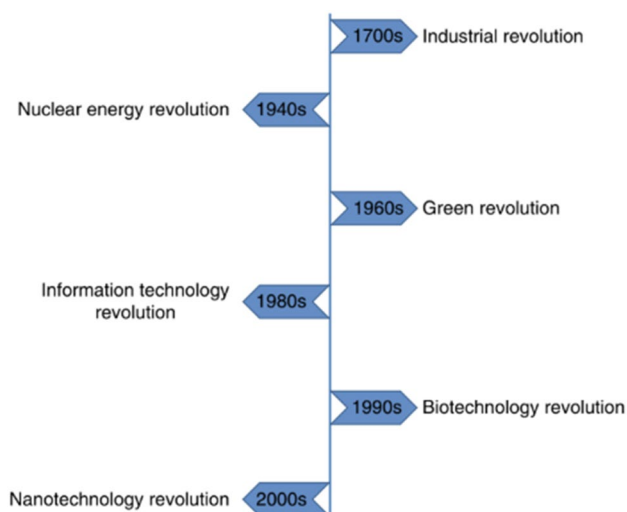 1700s Industrial revolution
Nuclear energy revolution 1940s
1960s Green revolution
Information technology
revolution
1980s
1990s Biotechnology revolution
Nanotechnology revolution 2000s